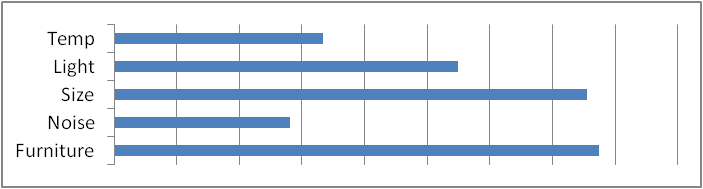 Temp
Light
Size
Noise
Furniture